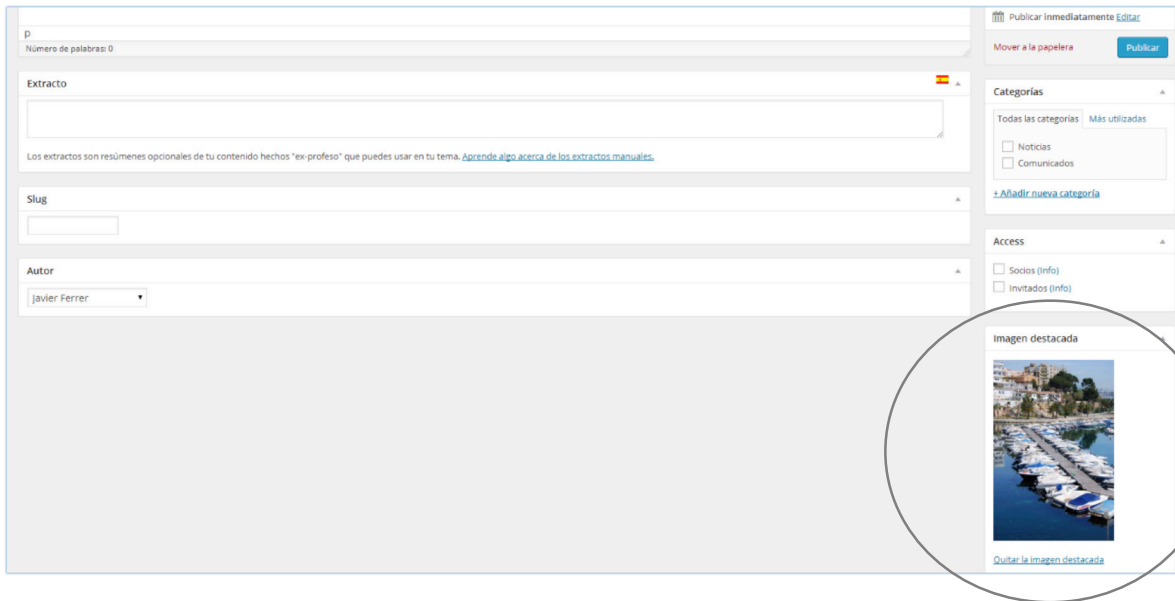 p
Número de palabras: 0
Extracto
Los extractos son resúmenes opcionales de tu contenido hechos "ex-profeso" que puedes usar en tu tema. Aprende algo acerca de los extractos manuales.
Slug
Autor
Javier Ferrer
Publicar inmediatamente Editar
Mover a la papelera
Publicar
Categorías
Todas las categorías Más utilizadas
Noticias
Comunicados
+ Añadir nueva categoría
Access
Socios (Info)
Invitados (Info)
Imagen destacada
Quitar la imagen destacada